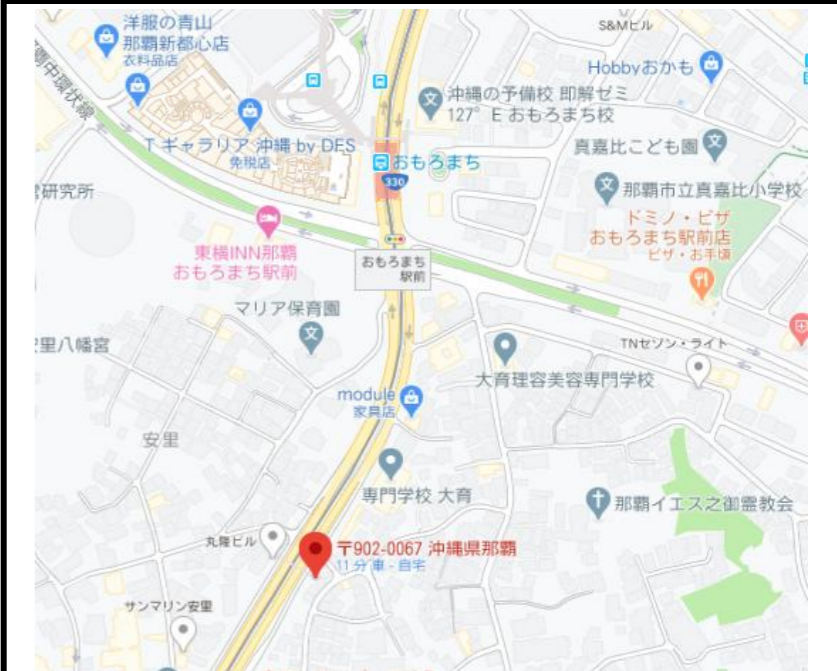 洋服の青山
那覇新都心店
衣料品店
S&Mビル
Hobbyおかも
沖縄の予備校 即解ゼミ
127°E おもろまち校
那覇中環状線
Tギャラリア 沖縄 by DFS
免税店
おもろまち
真嘉比こども園
330
研究所
那覇市立真嘉比小学校
ドミノ・ピザ
おもろまち駅前店
ピザ・お手頃
東横INN那覇
おもろまち駅前
おもろまち
駅前
マリア保育園
里八幡宮
TNセゾン・ライト
大育理容美容専門学校
module
家具店
安里
専門学校 大育
那覇イエス之御霊教会
丸隆ビル
〒902-0067 沖縄県那覇
11 分 車 - 自宅
サンマリン安里